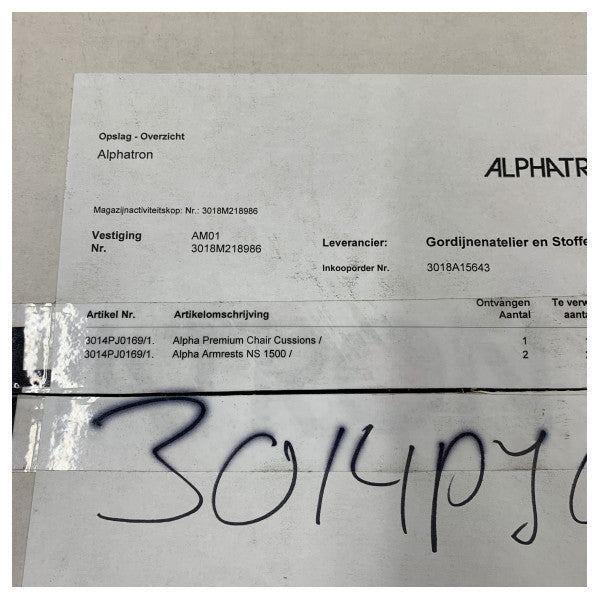 Opslag - Overzicht
Alphatron
ALPHATR
Magazijnactiviteitskop: Nr.: 3018M218986
Vestiging AM01
Nr. 3018M218986
Leverancier: Gordijnenatelier en Stoffe
Inkooporder Nr. 3018A15643
Artikel Nr. Artikelomschrijving Ontvangen Aantal Te verw aanta
3014PJ0169/1. Alpha Premium Chair Cussions / 1
3014PJ0169/1. Alpha Armrests NS 1500 / 2
3014PJ0